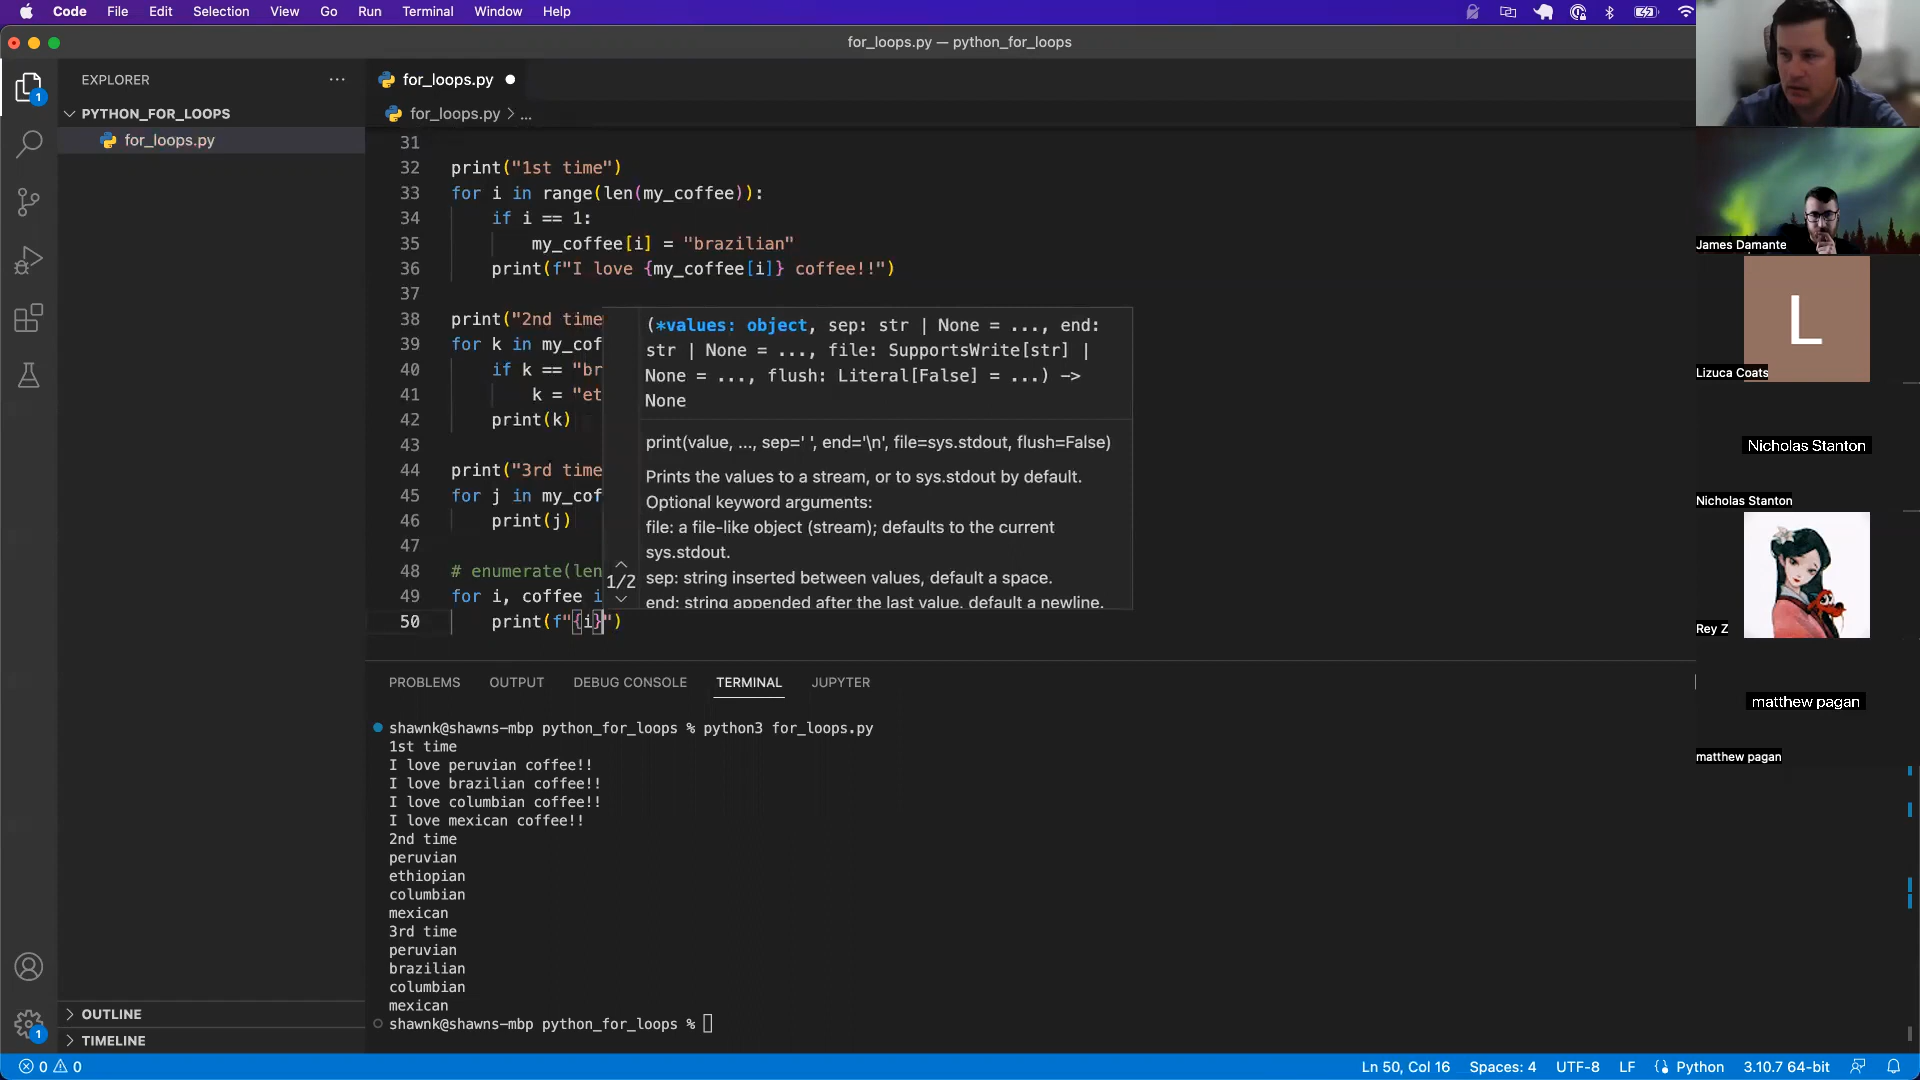 Code File Edit Selection View Go Run Terminal Window Help
for_loops.py — python_for_loops
EXPLORER
PYTHON_FOR_LOOPS
for_loops.py
1
for_loops.py
for_loops.py > ...
31
32 print("1st time")
33 for i in range(len(my_coffee)):
34 if i == 1:
35 my_coffee[i] = "brazilian"
36 print(f"I love {my_coffee[i]} coffee!!")
37
38 print("2nd time
39 for k in my_cof
40 if k == "br
41 k = "et
42 print(k)
43
44 print("3rd time
45 for j in my_cof
46 print(j)
47
48 # enumerate(len
49 for i, coffee i
50 print(f"{i}")
(*values: object, sep: str | None = ..., end:
str | None = ..., file: SupportsWrite[str] |
None = ..., flush: Literal[False] = ...) ->
None
print(value, ..., sep=' ', end='\n', file=sys.stdout, flush=False)
Prints the values to a stream, or to sys.stdout by default.
Optional keyword arguments:
file: a file-like object (stream); defaults to the current
sys.stdout.
sep: string inserted between values, default a space.
end: string appended after the last value, default a newline.
1/2
PROBLEMS OUTPUT DEBUG CONSOLE TERMINAL JUPYTER
shawnk@shawns-mbp python_for_loops % python3 for_loops.py
1st time
I love peruvian coffee!!
I love brazilian coffee!!
I love columbian coffee!!
I love mexican coffee!!
2nd time
peruvian
ethiopian
columbian
mexican
3rd time
peruvian
brazilian
columbian
mexican
shawnk@shawns-mbp python_for_loops %
OUTLINE
TIMELINE
1
0 0
Ln 50, Col 16 Spaces: 4 UTF-8 LF Python 3.10.7 64-bit
James Damante
L
Lizuca Coats
Nicholas Stanton
Nicholas Stanton
Rey Z
matthew pagan
matthew pagan